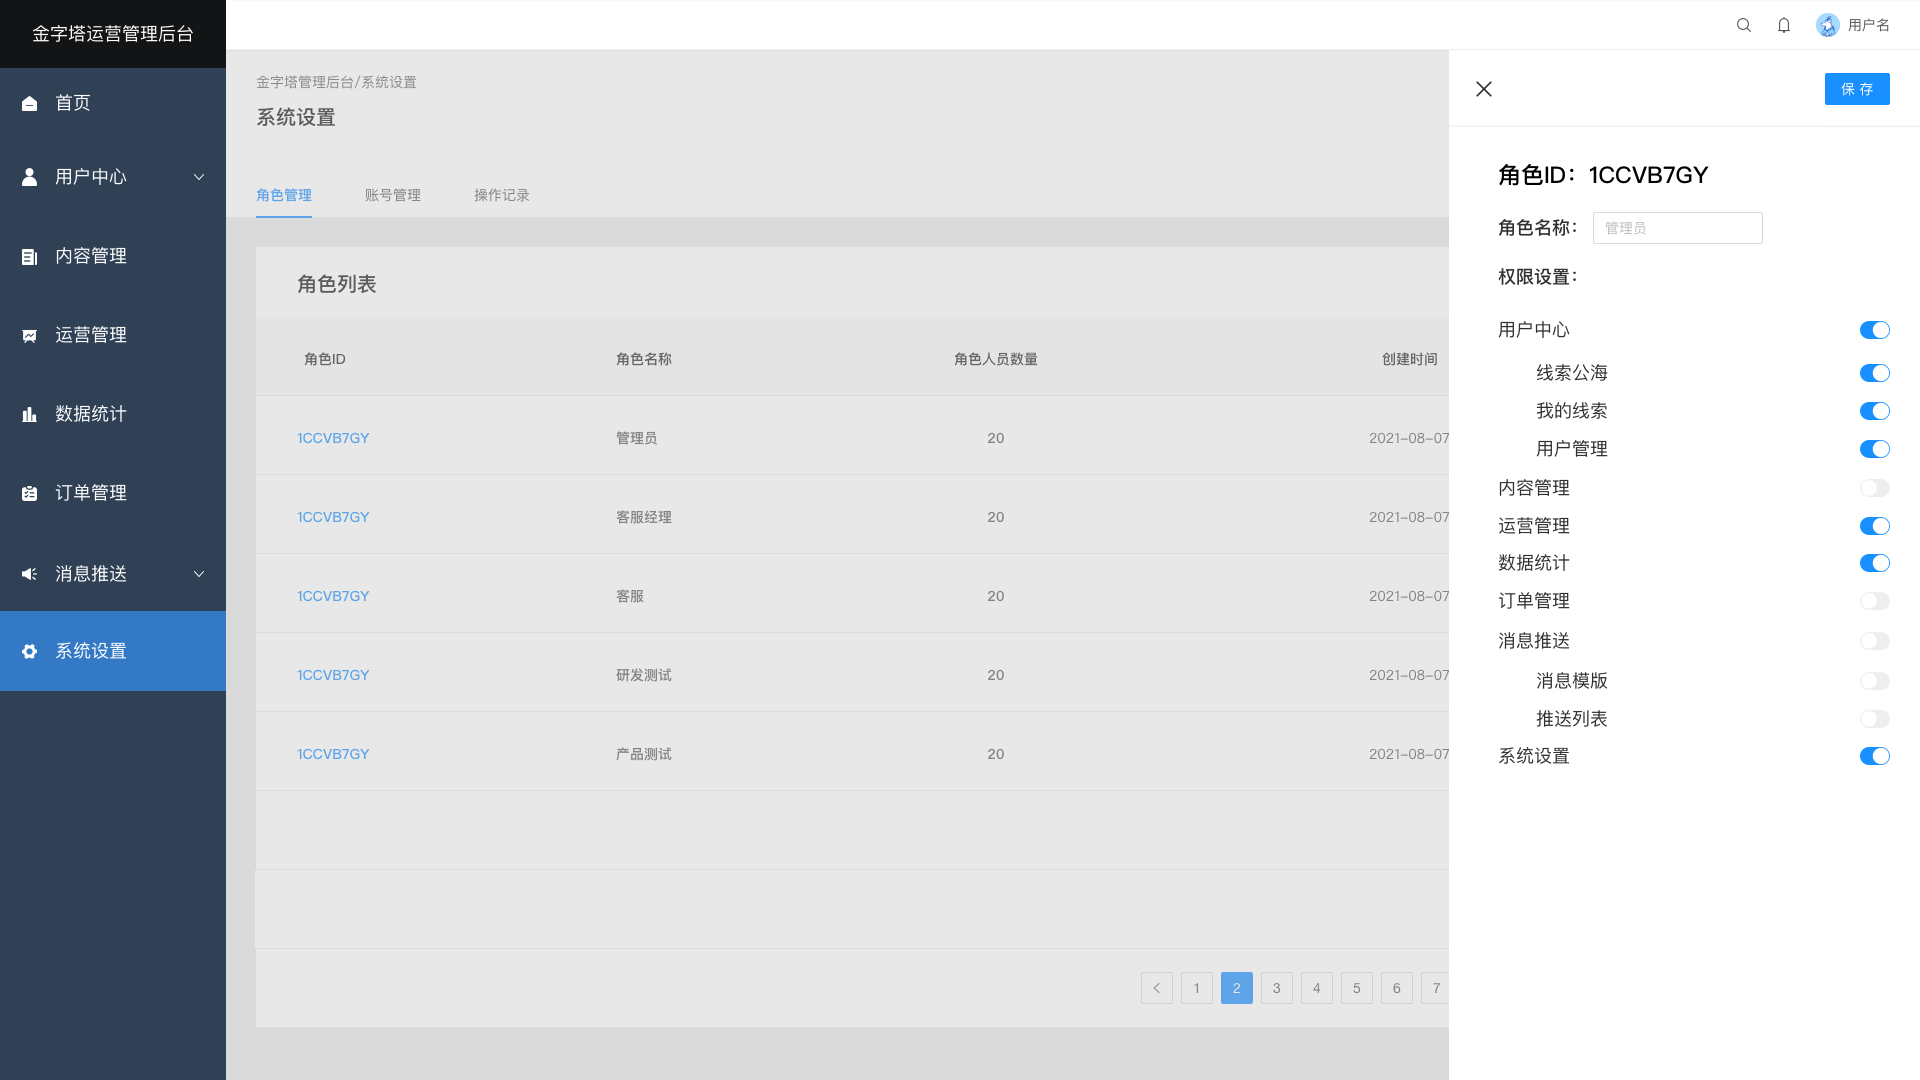 金字塔运营管理后台
首页
用户中心
内容管理
运营管理
数据统计
订单管理
消息推送
系统设置
用户名
金字塔管理后台/系统设置
系统设置
角色管理 账号管理 操作记录
角色列表
角色ID 角色名称 角色人员数量 创建时间
1CCVB7GY 管理员 20 2021-08-07
1CCVB7GY 客服经理 20 2021-08-07
1CCVB7GY 客服 20 2021-08-07
1CCVB7GY 研发测试 20 2021-08-07
1CCVB7GY 产品测试 20 2021-08-07
1 2 3 4 5 6 7
保 存
角色ID：1CCVB7GY
角色名称： 管理员
权限设置：
用户中心
线索公海
我的线索
用户管理
内容管理
运营管理
数据统计
订单管理
消息推送
消息模版
推送列表
系统设置